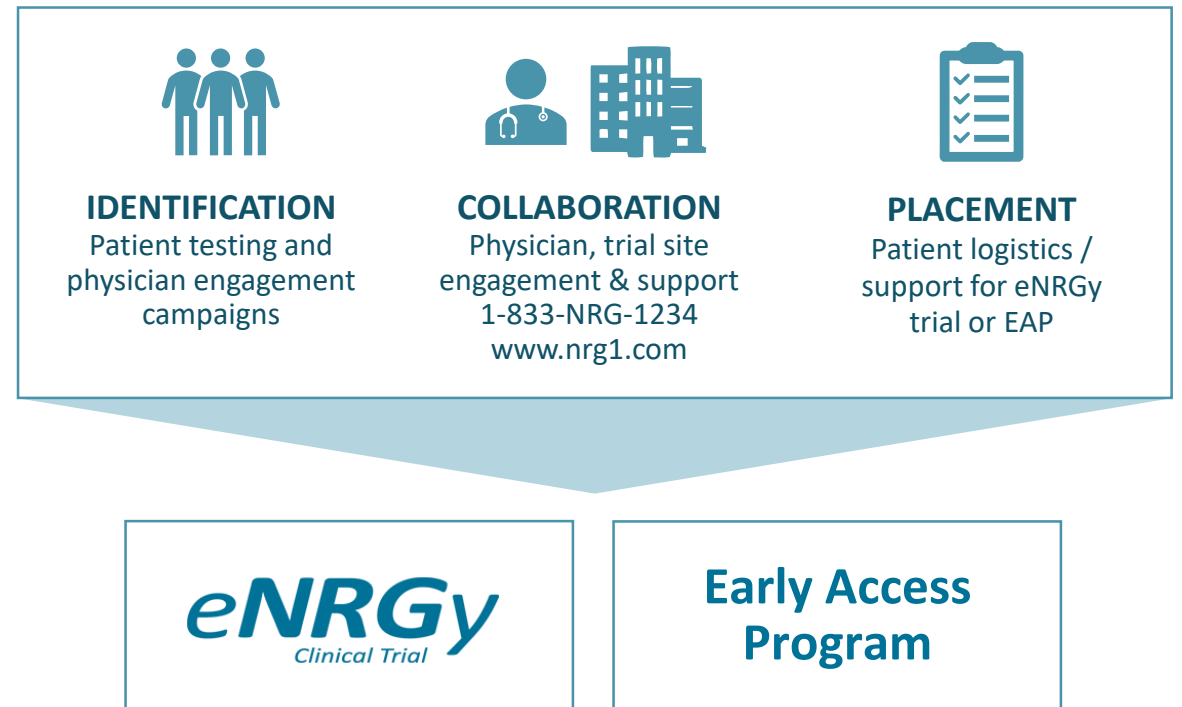 IDENTIFICATION
Patient testing and
physician engagement
campaigns
COLLABORATION
Physician, trial site
engagement & support
1-833-NRG-1234
www.nrg1.com
PLACEMENT
Patient logistics /
support for eNRGy
trial or EAP
eNRGy
Clinical Trial
Early Access
Program